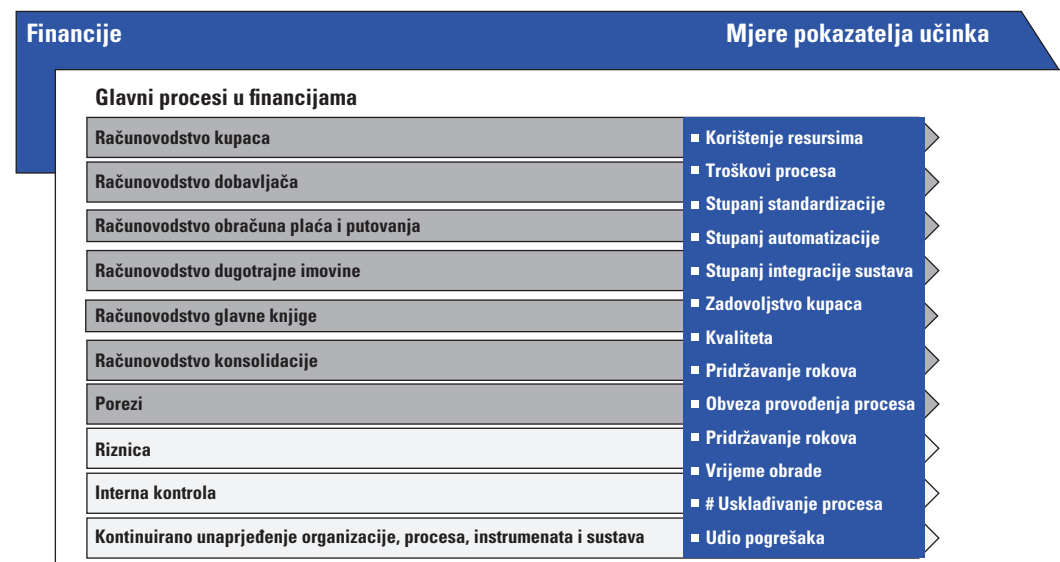 Financije
Mjere pokazatelja učinka
Glavni procesi u financijama
Računovodstvo kupaca
Računovodstvo dobavljača
Računovodstvo obračuna plaća i putovanja
Računovodstvo dugotrajne imovine
Računovodstvo glavne knjige
Računovodstvo konsolidacije
Porezi
Riznica
Interna kontrola
Kontinuirano unaprjeđenje organizacije, procesa, instrumenata i sustava
Korištenje resursima
Troškovi procesa
Stupanj standardizacije
Stupanj automatizacije
Stupanj integracije sustava
Zadovoljstvo kupaca
Kvaliteta
Pridržavanje rokova
Obveza provođenja procesa
Pridržavanje rokova
Vrijeme obrade
# Usklađivanje procesa
Udio pogrešaka